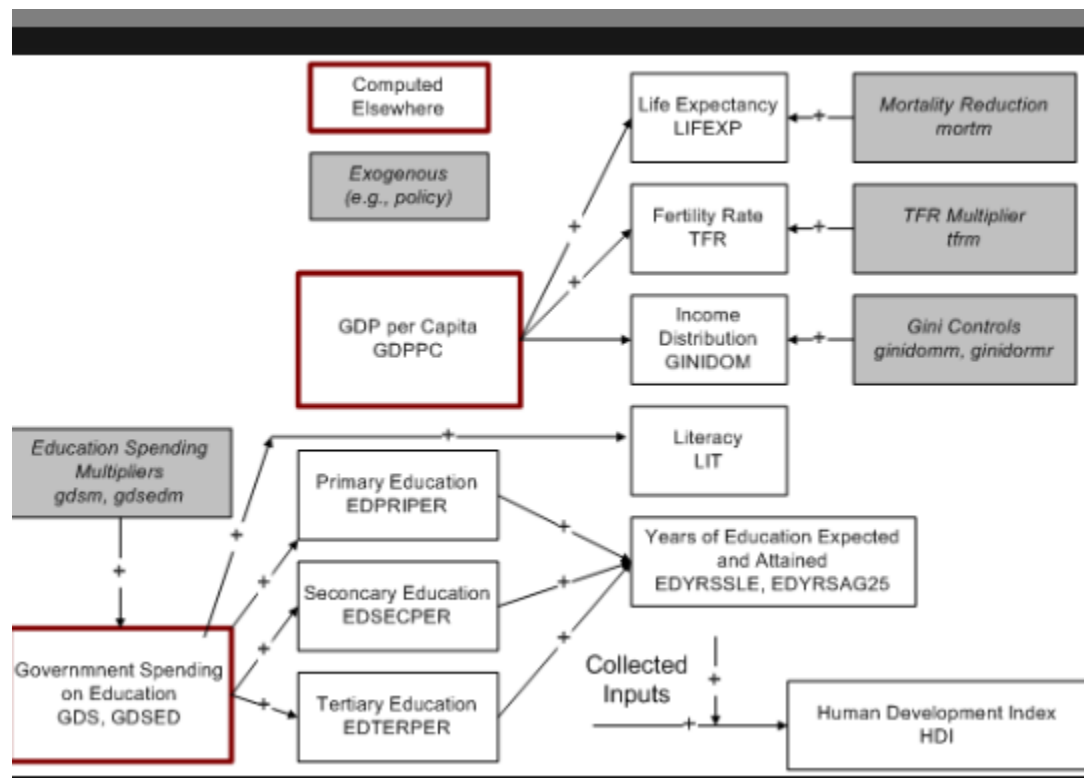 Computed
Elsewhere
Exogenous
(e.g., policy)
Life Expectancy
LIFEXP
Mortality Reduction
mortm
+
+
Fertility Rate
TFR
TFR Multiplier
tfrm
+
+
GDP per Capita
GDPPC
Income
Distribution
GINIDOM
Gini Controls
ginidomm, ginidormr
+
Education Spending
Multipliers
gdsm, gdsedm
+
Literacy
LIT
+
Primary Education
EDPRIPER
+
Years of Education Expected
and Attained
EDYRSSLE, EDYRSAG25
+
+
+
Seconcary Education
EDSECPER
+
+
Governmnent Spending
on Education
GDS, GDSED
+
+
Tertiary Education
EDTERPER
+
Collected
Inputs
+
+
Human Development Index
HDI